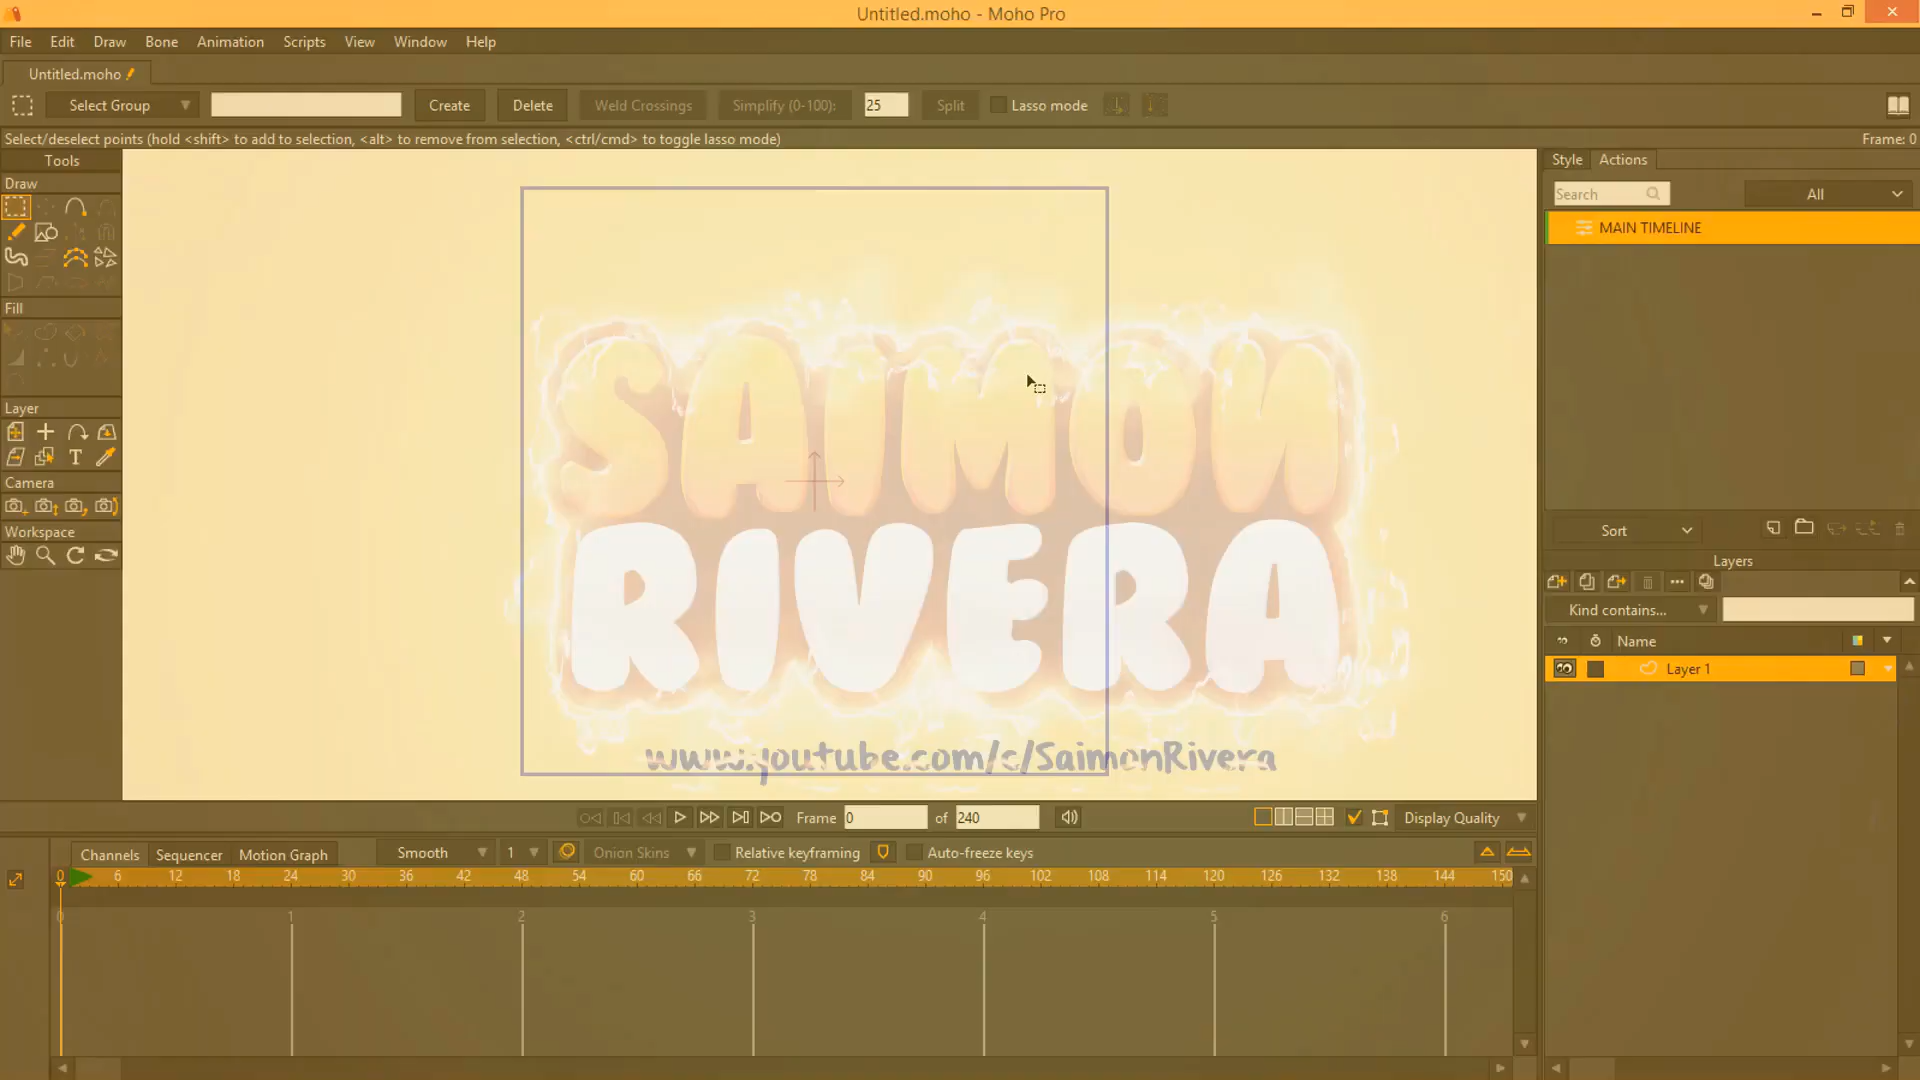 Untitled.moho - Moho Pro
File Edit Draw Bone Animation Scripts View Window Help
Untitled.moho
Select Group Create Delete Weld Crossings Simplify (0-100): 25 Split Lasso mode
Select/deselect points (hold <shift> to add to selection, <alt> to remove from selection, <ctrl/cmd> to toggle lasso mode) Frame: 0
Tools
Draw
Fill
Layer
T
Camera
Workspace
Style Actions
Search All
MAIN TIMELINE
Sort
Layers
Kind contains...
Name
Layer 1
SAIMON
RIVERA
www.youtube.com/c/SaimonRivera
Frame 0 of 240 Display Quality
Channels Sequencer Motion Graph Smooth 1 Onion Skins Relative keyframing Auto-freeze keys
0 6 12 18 24 30 36 42 48 54 60 66 72 78 84 90 96 102 108 114 120 126 132 138 144 150
0 1 2 3 4 5 6